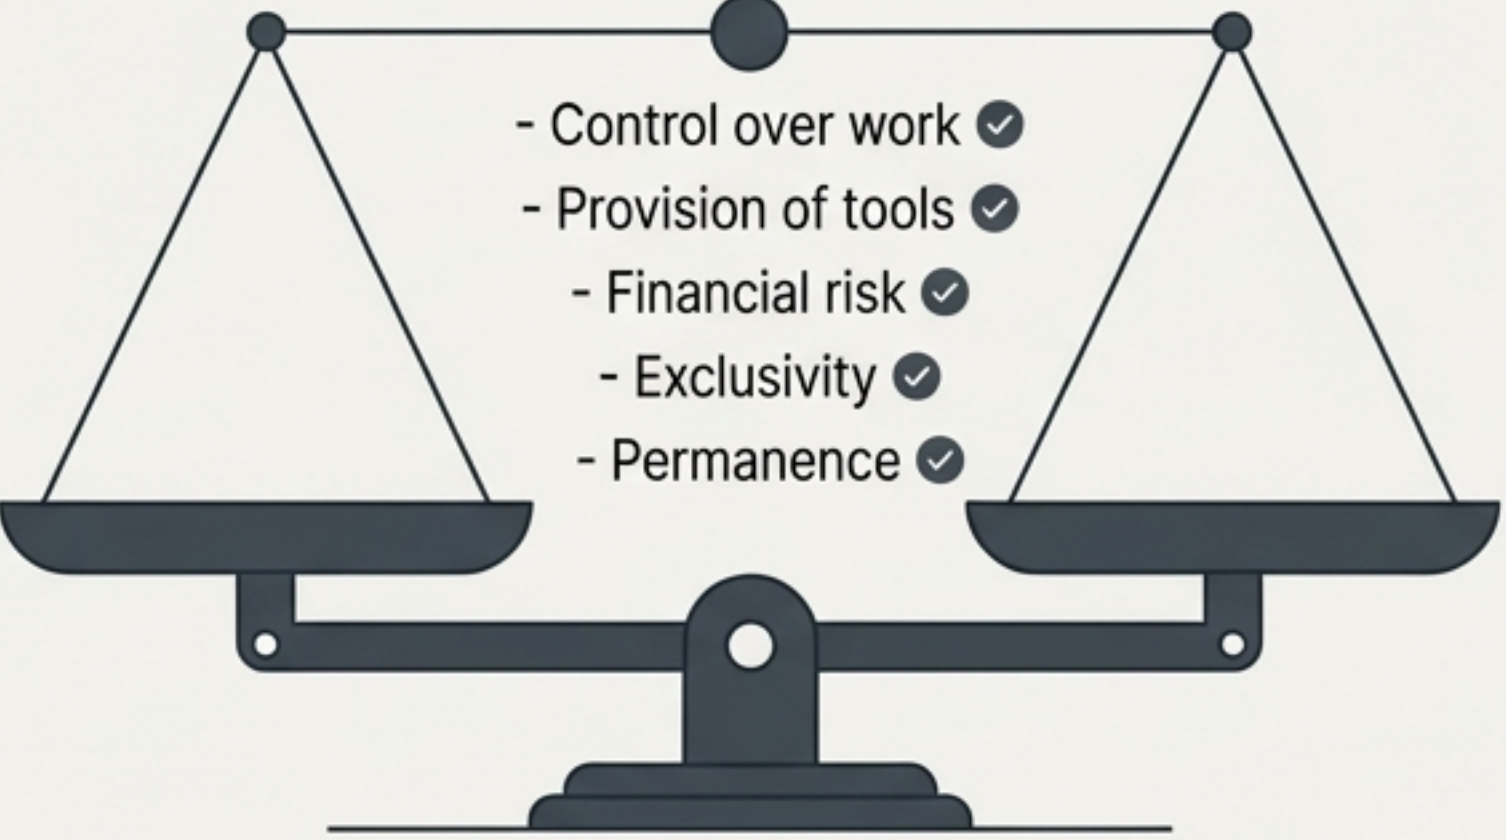 - Control over work
- Provision of tools
- Financial risk
- Exclusivity
- Permanence